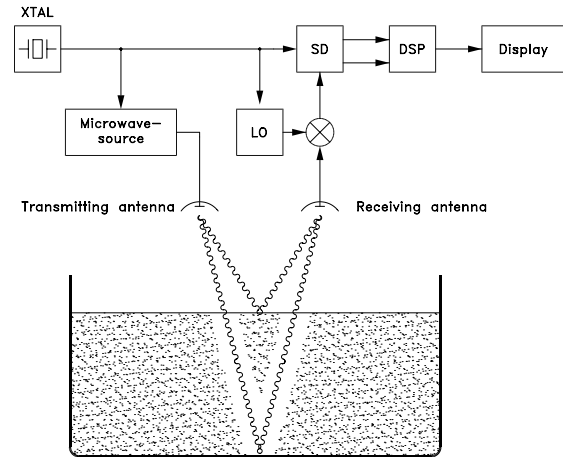 XTAL
SD
DSP
Display
Microwave-
source
LO
Transmitting antenna
Receiving antenna